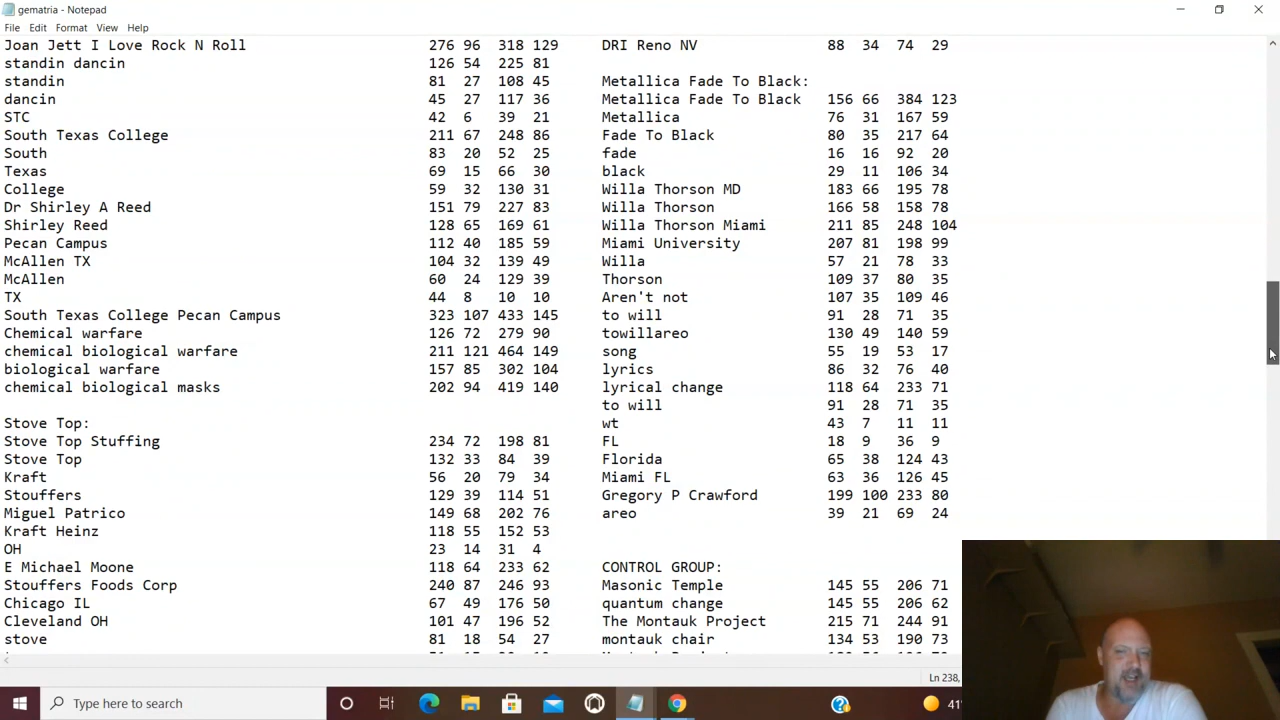 gematria - Notepad
File Edit Format View Help
Joan Jett I Love Rock N Roll 276 96 318 129
standin dancin 126 54 225 81
standin 81 27 108 45
dancin 45 27 117 36
STC 42 6 39 21
South Texas College 211 67 248 86
South 83 20 52 25
Texas 69 15 66 30
College 59 32 130 31
Dr Shirley A Reed 151 79 227 83
Shirley Reed 128 65 169 61
Pecan Campus 112 40 185 59
McAllen TX 104 32 139 49
McAllen 60 24 129 39
TX 44 8 10 10
South Texas College Pecan Campus 323 107 433 145
Chemical warfare 126 72 279 90
chemical biological warfare 211 121 464 149
biological warfare 157 85 302 104
chemical biological masks 202 94 419 140
Stove Top:
Stove Top Stuffing 234 72 198 81
Stove Top 132 33 84 39
Kraft 56 20 79 34
Stouffers 129 39 114 51
Miguel Patrico 149 68 202 76
Kraft Heinz 118 55 152 53
OH 23 14 31 4
E Michael Moone 118 64 233 62
Stouffers Foods Corp 240 87 246 93
Chicago IL 67 49 176 50
Cleveland OH 101 47 196 52
stove 81 18 54 27
DRI Reno NV 88 34 74 29
Metallica Fade To Black:
Metallica Fade To Black 156 66 384 123
Metallica 76 31 167 59
Fade To Black 80 35 217 64
fade 16 16 92 20
black 29 11 106 34
Willa Thorson MD 183 66 195 78
Willa Thorson 166 58 158 78
Willa Thorson Miami 211 85 248 104
Miami University 207 81 198 99
Willa 57 21 78 33
Thorson 109 37 80 35
Aren't not 107 35 109 46
to will 91 28 71 35
towillareo 130 49 140 59
song 55 19 53 17
lyrics 86 32 76 40
lyrical change 118 64 233 71
to will 91 28 71 35
wt 43 7 11 11
FL 18 9 36 9
Florida 65 38 124 43
Miami FL 63 36 126 45
Gregory P Crawford 199 100 233 80
areo 39 21 69 24
CONTROL GROUP:
Masonic Temple 145 55 206 71
quantum change 145 55 206 62
The Montauk Project 215 71 244 91
montauk chair 134 53 190 73
Ln 238,
Type here to search
41°